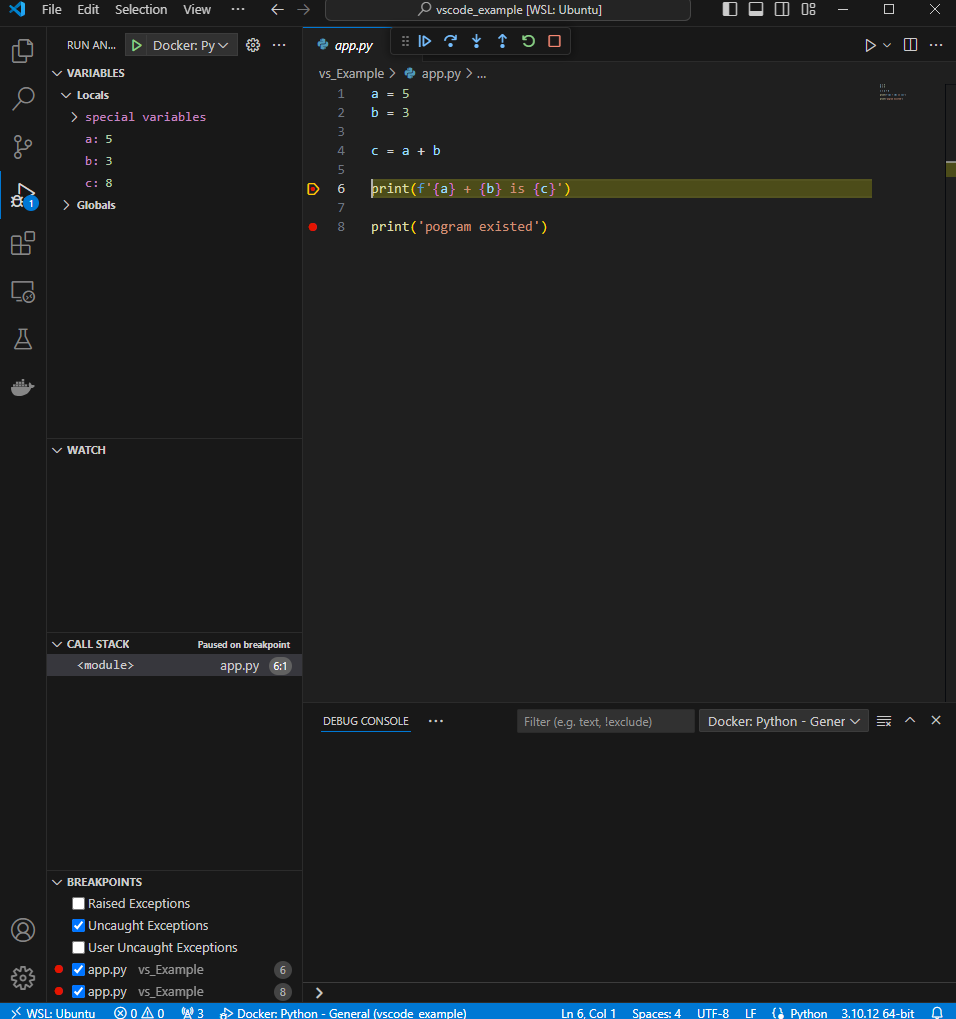 File Edit Selection View ··· vscode_example [WSL: Ubuntu]
RUN AN... Docker: Py
VARIABLES
Locals
special variables
a: 5
b: 3
c: 8
Globals
WATCH
CALL STACK Paused on breakpoint
<module> app.py 6:1
BREAKPOINTS
Raised Exceptions
Uncaught Exceptions
User Uncaught Exceptions
app.py vs_Example 6
app.py vs_Example 8
1
app.py
vs_Example > app.py > ...
1 a = 5
2 b = 3
3
4 c = a + b
5
6 print(f'{a} + {b} is {c}')
7
8 print('pogram existed')
DEBUG CONSOLE ··· Filter (e.g. text, !exclude) Docker: Python - Gener
>
WSL: Ubuntu 0 0 3 Docker: Python - General (vscode_example) Ln 6, Col 1 Spaces: 4 UTF-8 LF Python 3.10.12 64-bit